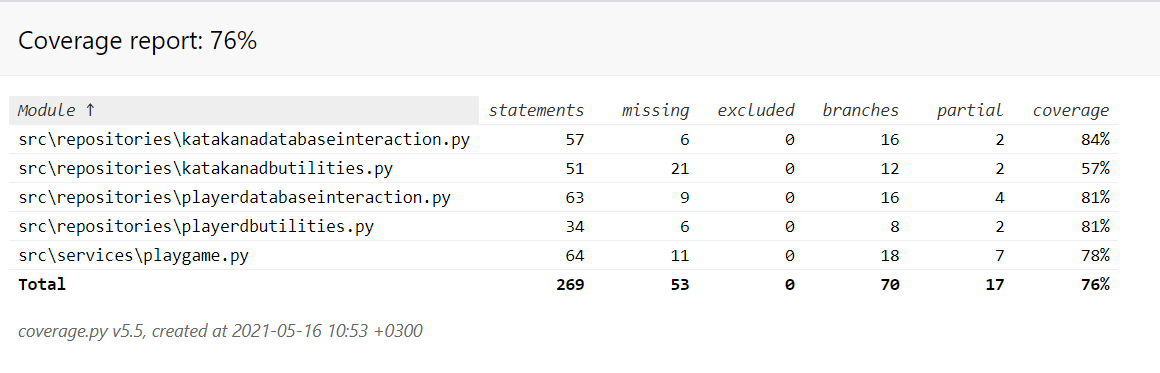 Coverage report: 76%
Module ↑ statements missing excluded branches partial coverage
src\repositories\katakanadatabaseinteraction.py 57 6 0 16 2 84%
src\repositories\katakanadbutilities.py 51 21 0 12 2 57%
src\repositories\playerdatabaseinteraction.py 63 9 0 16 4 81%
src\repositories\playerdbutilities.py 34 6 0 8 2 81%
src\services\playgame.py 64 11 0 18 7 78%
Total 269 53 0 70 17 76%
coverage.py v5.5, created at 2021-05-16 10:53 +0300